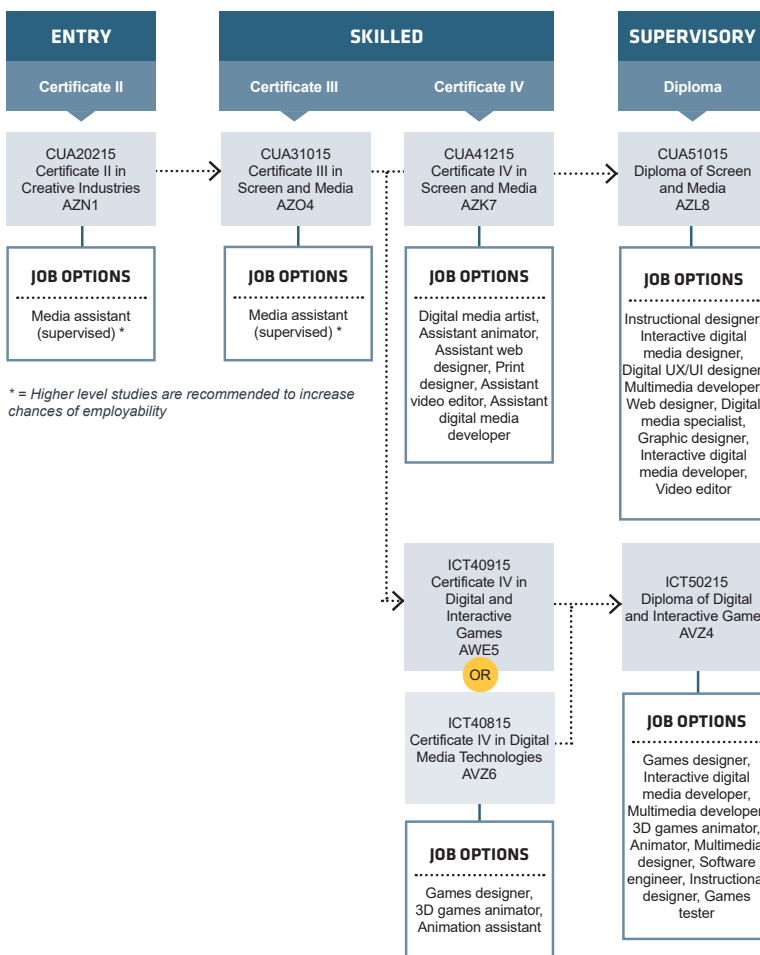 ENTRY
SKILLED
SUPERVISORY
Certificate II
Certificate III
Certificate IV
Diploma
CUA20215
Certificate II in
Creative Industries
AZN1
CUA31015
Certificate III in
Screen and Media
AZO4
CUA41215
Certificate IV in
Screen and Media
AZK7
CUA51015
Diploma of Screen
and Media
AZL8
JOB OPTIONS
Media assistant
(supervised) *
JOB OPTIONS
Media assistant
(supervised) *
JOB OPTIONS
Digital media artist,
Assistant animator,
Assistant web
designer, Print
designer, Assistant
video editor, Assistant
digital media
developer
JOB OPTIONS
Instructional designer,
Interactive digital
media designer,
Digital UX/UI designer
Multimedia developer
Web designer, Digital
media specialist,
Graphic designer,
Interactive digital
media developer,
Video editor
* = Higher level studies are recommended to increase
chances of employability
ICT40915
Certificate IV in
Digital and
Interactive
Games
AWE5
OR
ICT40815
Certificate IV in Digital
Media Technologies
AVZ6
ICT50215
Diploma of Digital
and Interactive Game
AVZ4
JOB OPTIONS
Games designer,
3D games animator,
Animation assistant
JOB OPTIONS
Games designer,
Interactive digital
media developer,
Multimedia developer
3D games animator,
Animator, Multimedia
designer, Software
engineer, Instructiona
designer, Games
tester